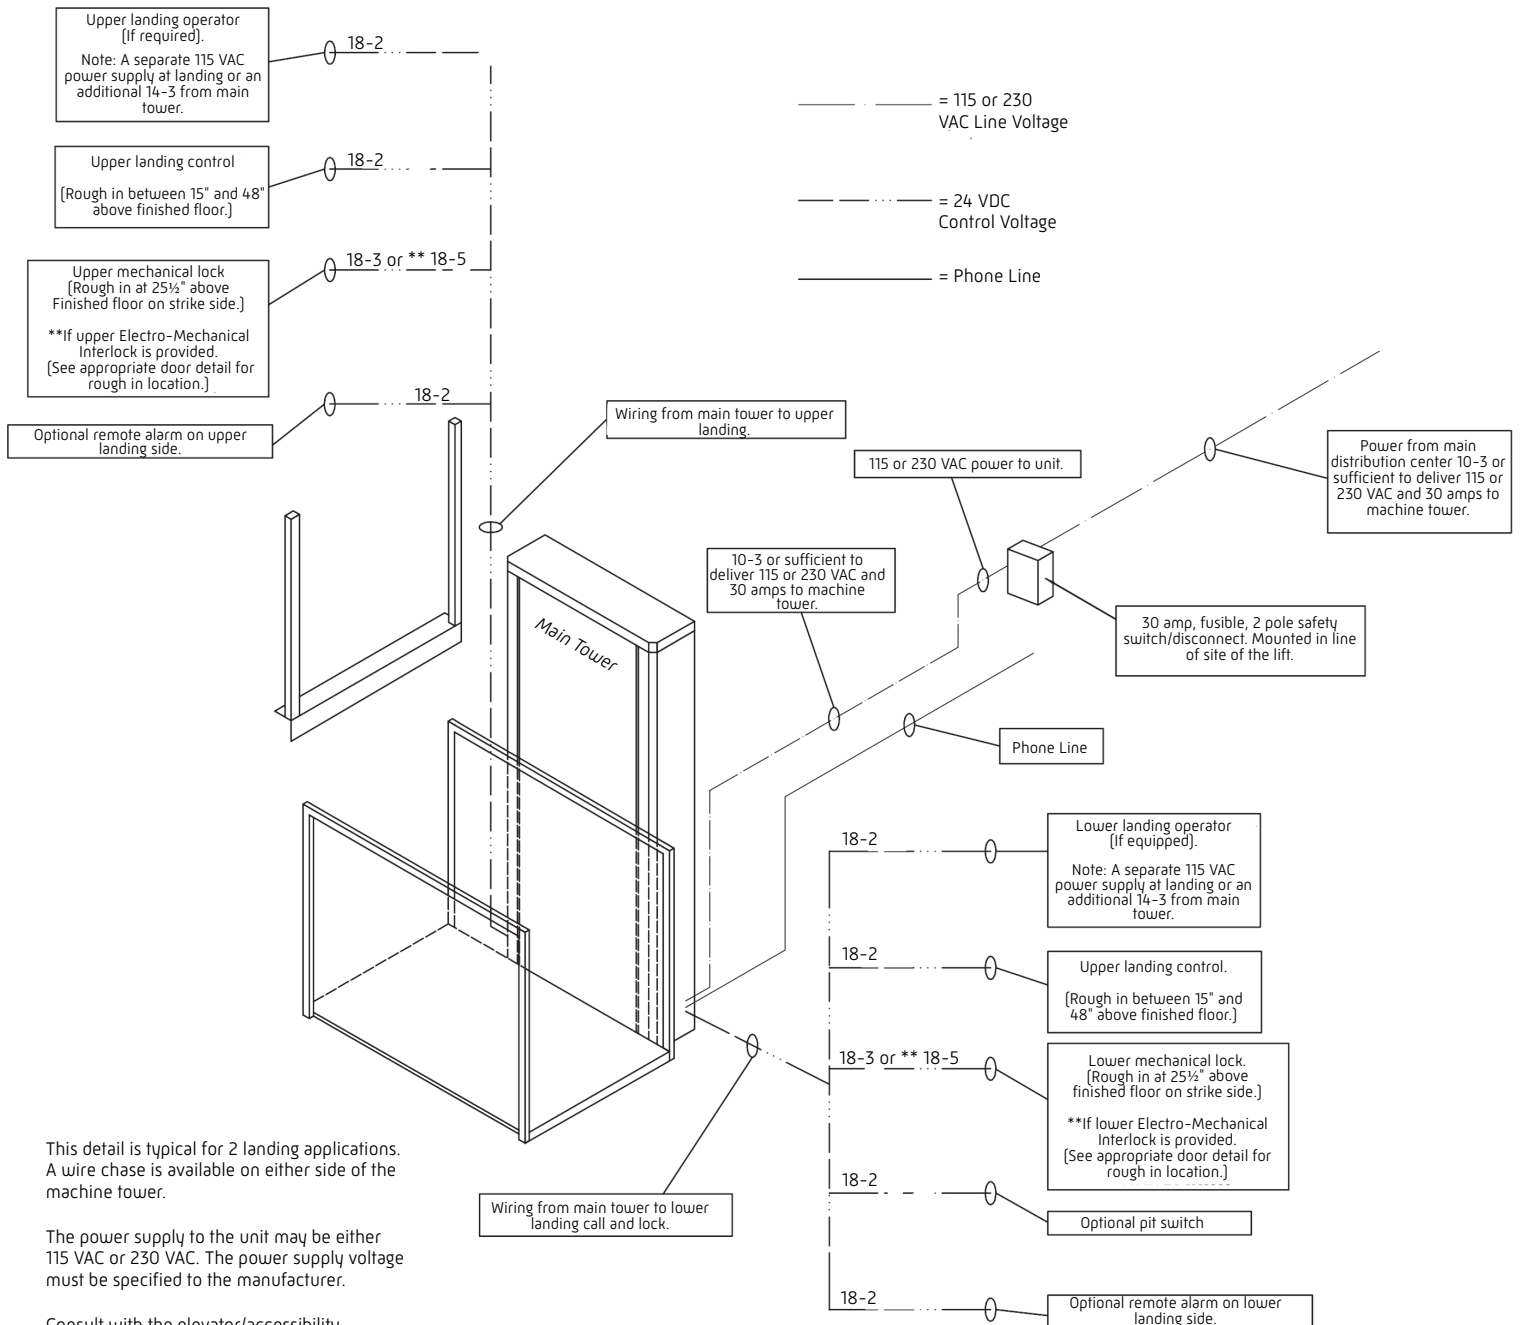 Upper landing operator
(If required).
Note: A separate 115 VAC
power supply at landing or an
additional 14-3 from main
tower.
18-2
Upper landing control
(Rough in between 15" and 48"
above finished floor.)
18-2
Upper mechanical lock
(Rough in at 25½" above
Finished floor on strike side.)
**If upper Electro-Mechanical
Interlock is provided.
(See appropriate door detail for
rough in location.)
18-3 or ** 18-5
Optional remote alarm on upper
landing side.
18-2
= 115 or 230
VAC Line Voltage
= 24 VDC
Control Voltage
= Phone Line
Wiring from main tower to upper
landing.
115 or 230 VAC power to unit.
Power from main
distribution center 10-3 or
sufficient to deliver 115 or
230 VAC and 30 amps to
machine tower.
10-3 or sufficient to
deliver 115 or 230 VAC and
30 amps to machine
tower.
30 amp, fusible, 2 pole safety
switch/disconnect. Mounted in line
of site of the lift.
Main Tower
Phone Line
18-2
Lower landing operator
(If equipped).
Note: A separate 115 VAC
power supply at landing or an
additional 14-3 from main
tower.
18-2
Upper landing control.
(Rough in between 15" and
48" above finished floor.)
18-3 or ** 18-5
Lower mechanical lock.
(Rough in at 25½" above
finished floor on strike side.)
**If lower Electro-Mechanical
Interlock is provided.
(See appropriate door detail for
rough in location.)
18-2
Optional pit switch
18-2
Optional remote alarm on lower
landing side.
Wiring from main tower to lower
landing call and lock.
This detail is typical for 2 landing applications.
A wire chase is available on either side of the
machine tower.
The power supply to the unit may be either
115 VAC or 230 VAC. The power supply voltage
must be specified to the manufacturer.
Consult with the elevator/accessibility